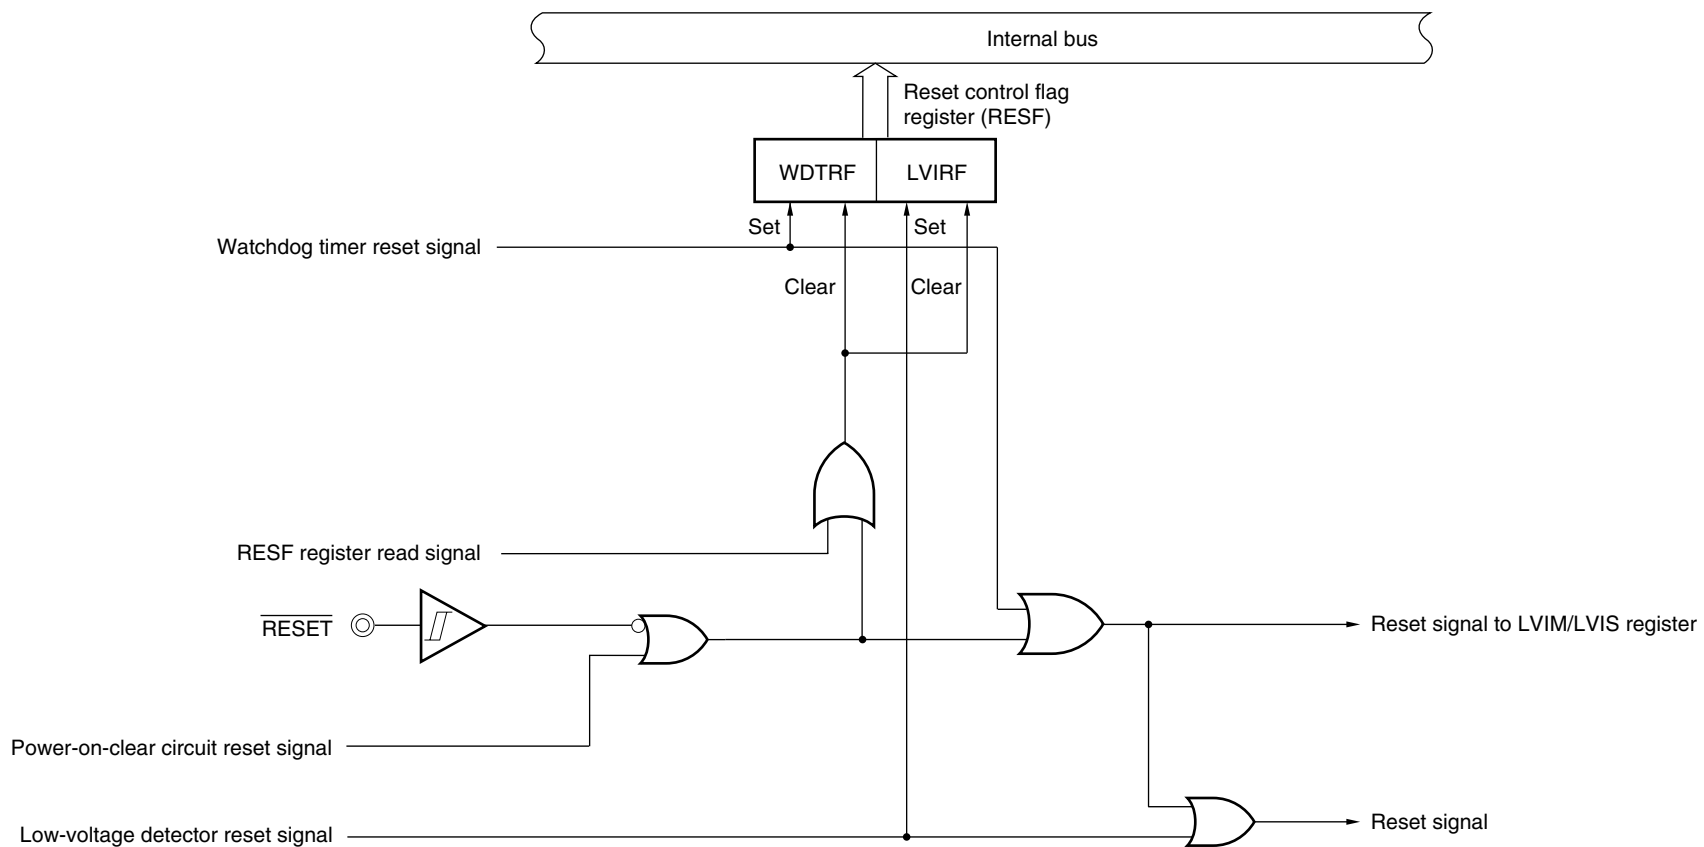 Internal bus
Reset control flag
register (RESF)
WDTRF
LVIRF
Set
Set
Watchdog timer reset signal
Clear
Clear
RESF register read signal
RESET
Reset signal to LVIM/LVIS register
Power-on-clear circuit reset signal
Low-voltage detector reset signal
Reset signal